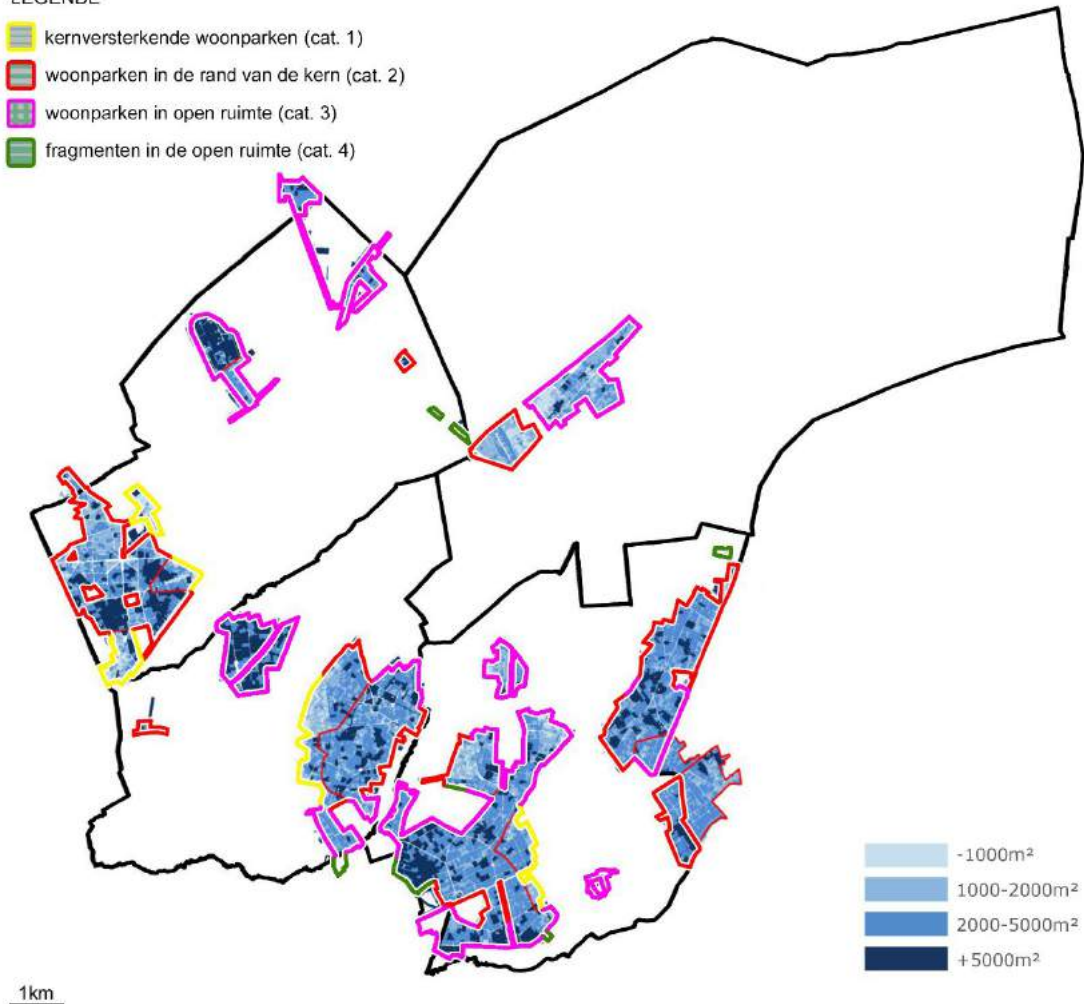 LEGENDE
kernversterkende woonparken (cat. 1)
woonparken in de rand van de kern (cat. 2)
woonparken in open ruimte (cat. 3)
fragmenten in de open ruimte (cat. 4)
-1000m²
1000-2000m²
2000-5000m²
+5000m²
1km